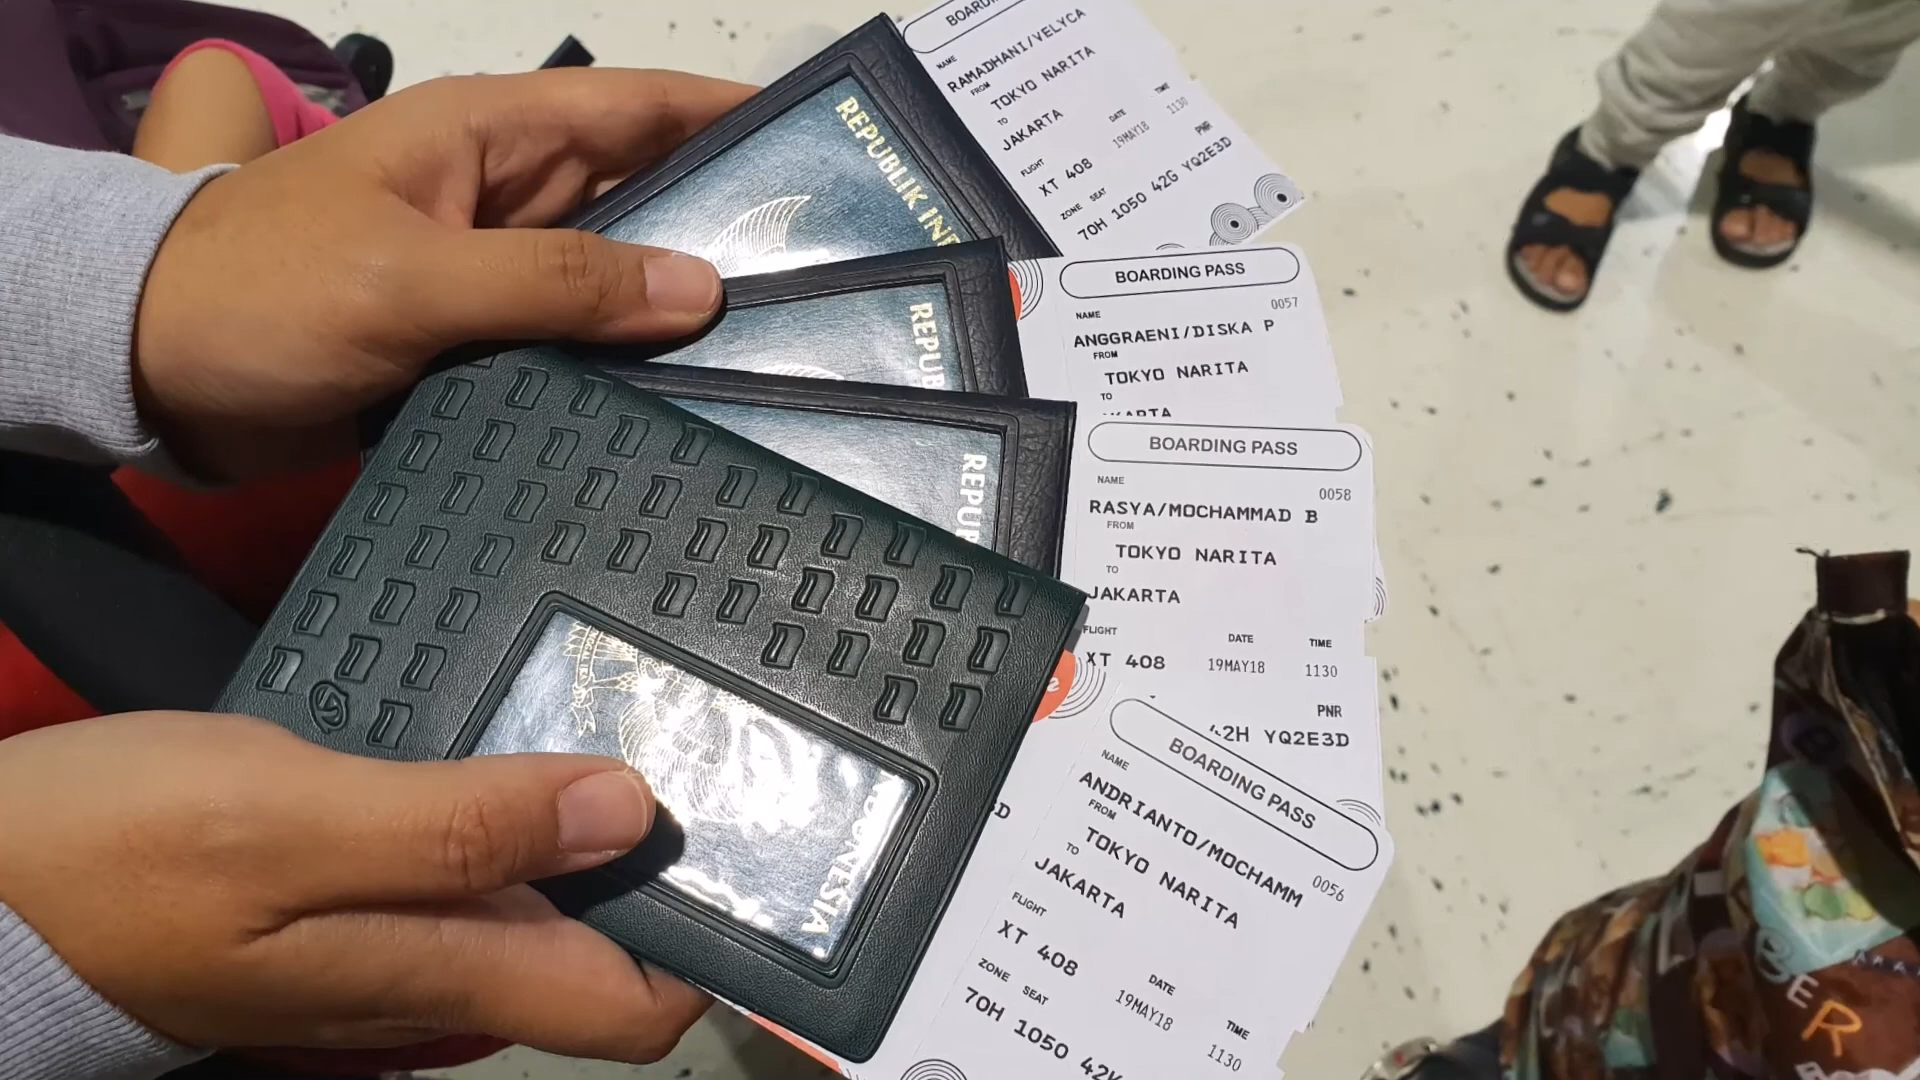 REPUBLIK
NAME
RAMADHANI/VELYCA
FROM
TOKYO NARITA
TO
JAKARTA
FLIGHT DATE TIME
XT 408 19MAY18 1130
ZONE SEAT PNR
70H 1050 42G YQ2E3D
BOARDING PASS
0057
NAME
ANGGRAENI/DISKA P
FROM
TOKYO NARITA
TO
BOARDING PASS
NAME 0058
RASYA/MOCHAMMAD B
FROM
TOKYO NARITA
TO
JAKARTA
FLIGHT DATE TIME
XT 408 19MAY18 1130
PNR
42H YQ2E3D
BOARDING PASS
NAME
ANDRIANTO/MOCHAMM 0056
FROM
TOKYO NARITA
TO
JAKARTA
FLIGHT DATE TIME
XT 408 19MAY18 1130
ZONE SEAT
70H 1050 42K